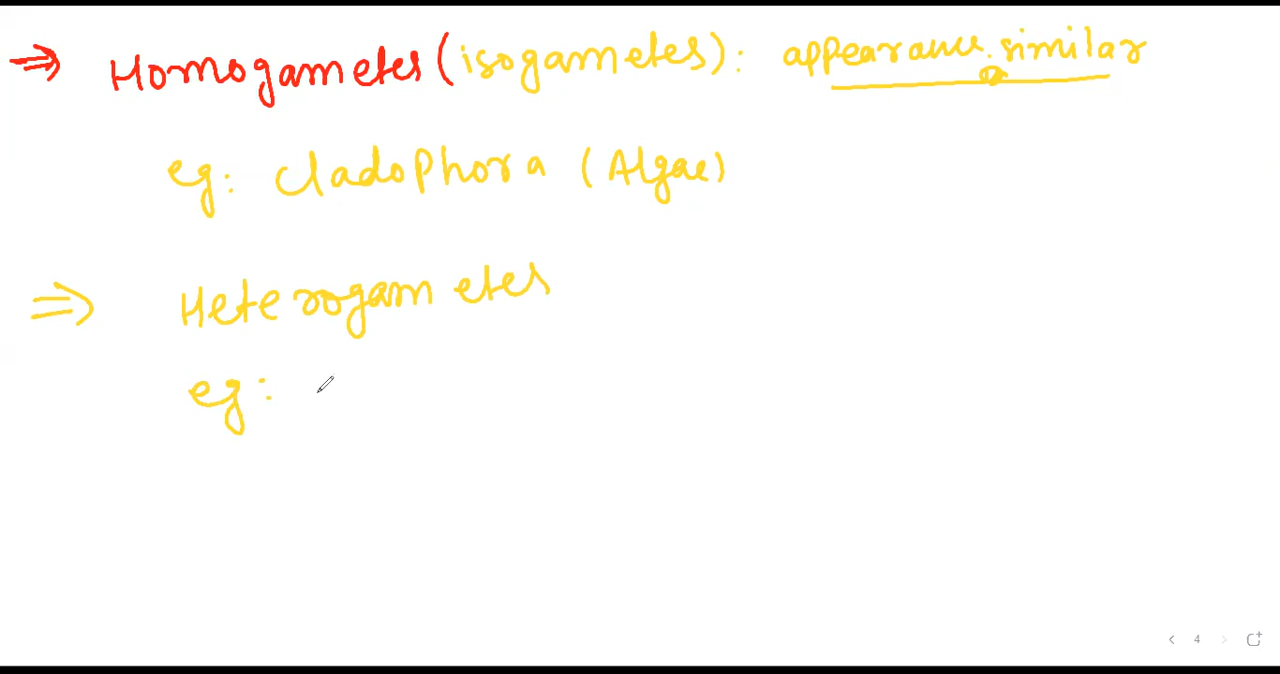 ⇒ Homogametes (isogametes): appearance similar
eg: cladophora (Algae)
⇒ Heterogametes
eg:
< 4 >